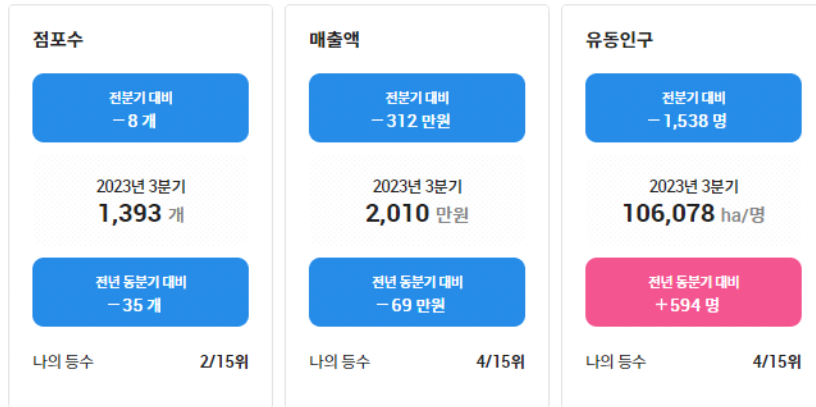 점포수
전분기 대비
－8 개
2023년 3분기
1,393 개
전년 동분기 대비
－35 개
나의 등수 2/15위
매출액
전분기 대비
－312 만원
2023년 3분기
2,010 만원
전년 동분기 대비
－69 만원
나의 등수 4/15위
유동인구
전분기 대비
－1,538 명
2023년 3분기
106,078 ha/명
전년 동분기 대비
＋594 명
나의 등수 4/15위